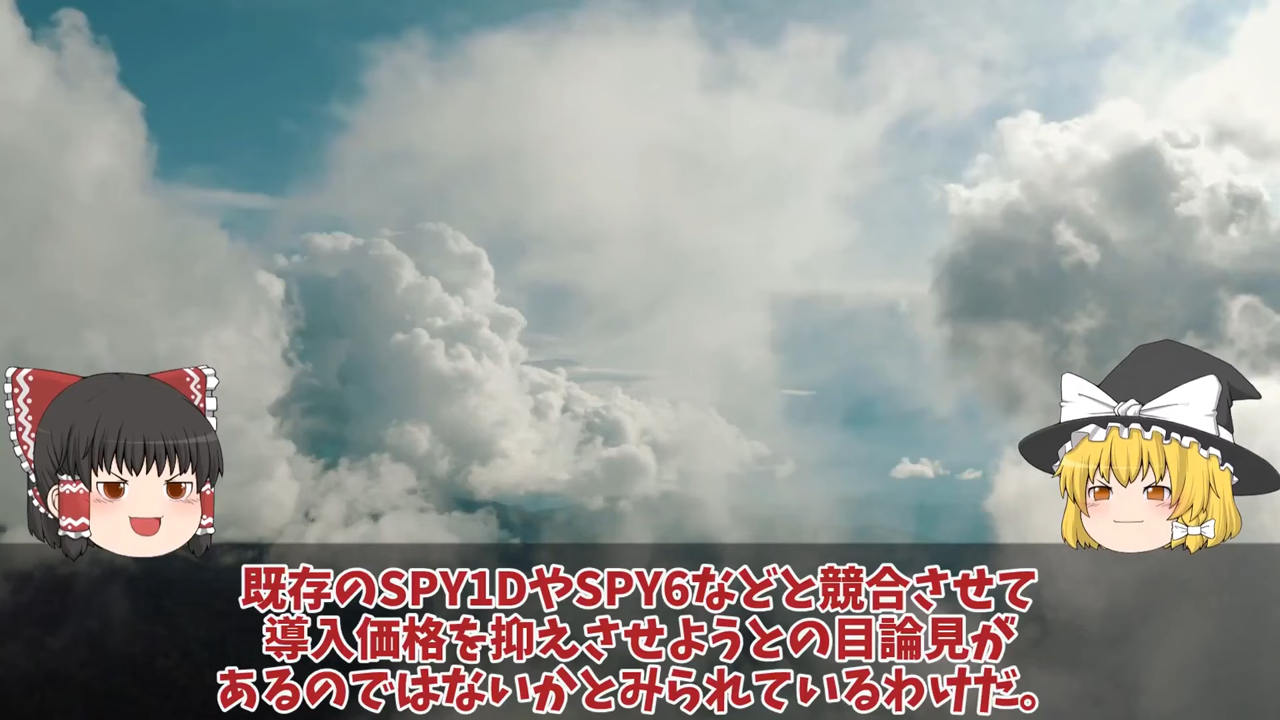 既存のSPY1DやSPY6などと競合させて
導入価格を抑えさせようとの目論見が
あるのではないかとみられているわけだ。